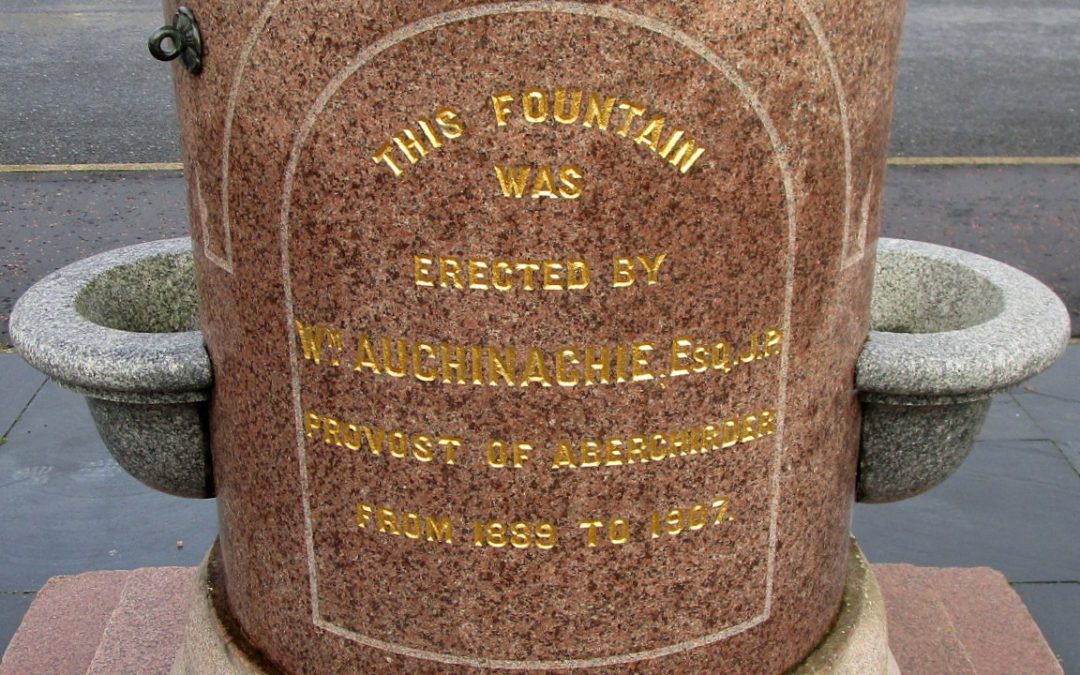 THIS FOUNTAIN
WAS
ERECTED BY
Wᴹ AUCHINACHIE, ESQ. J.P.
PROVOST OF ABERCHIRDER
FROM 1889 TO 1907.